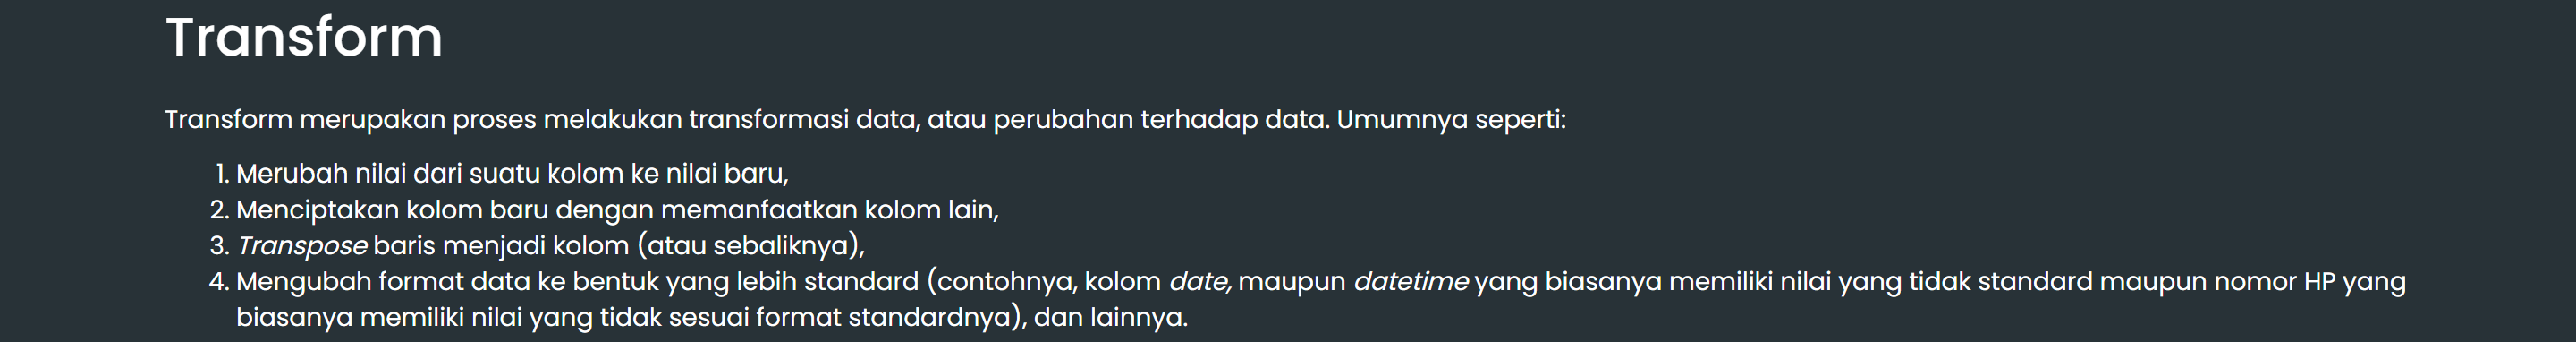 Transform
Transform merupakan proses melakukan transformasi data, atau perubahan terhadap data. Umumnya seperti:
1. Merubah nilai dari suatu kolom ke nilai baru,
2. Menciptakan kolom baru dengan memanfaatkan kolom lain,
3. Transpose baris menjadi kolom (atau sebaliknya),
4. Mengubah format data ke bentuk yang lebih standard (contohnya, kolom date, maupun datetime yang biasanya memiliki nilai yang tidak standard maupun nomor HP yang
biasanya memiliki nilai yang tidak sesuai format standardnya), dan lainnya.